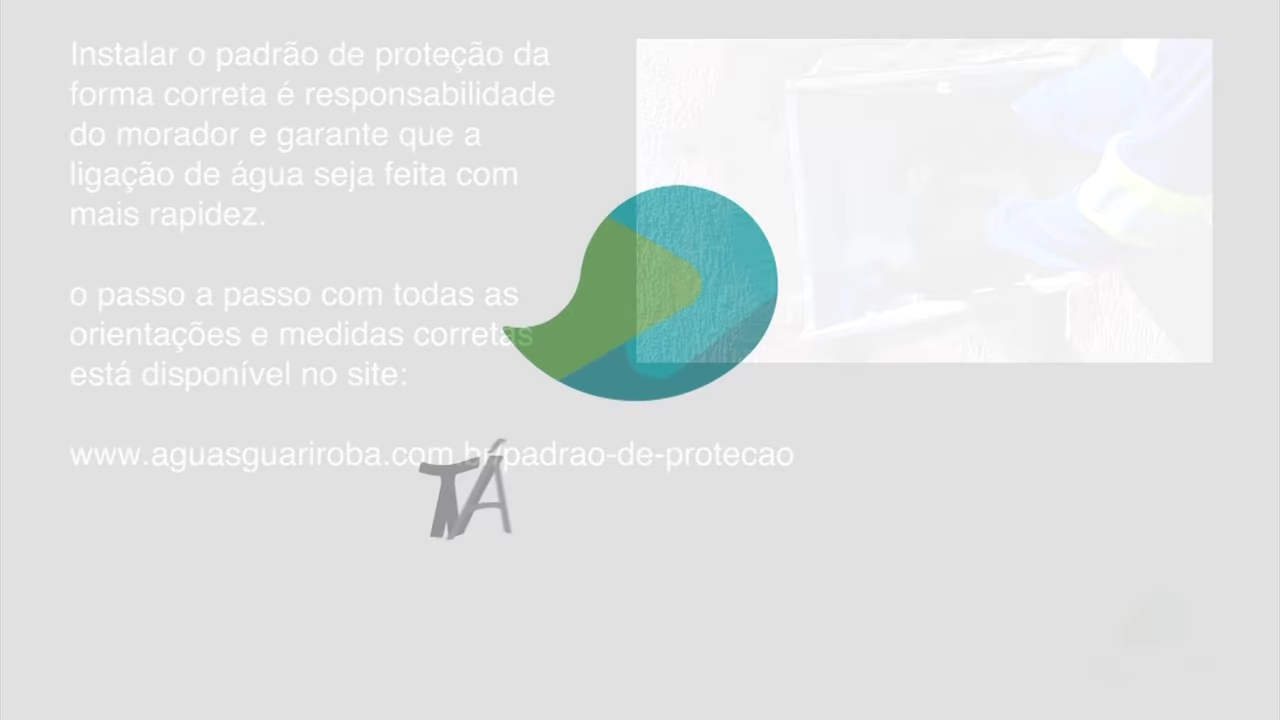 Instalar o padrão de proteção da
forma correta é responsabilidade
do morador e garante que a
ligação de água seja feita com
mais rapidez.
o passo a passo com todas as
orientações e medidas corretas
está disponível no site:
www.aguasguariroba.com.br/padrao-de-protecao
TÁ